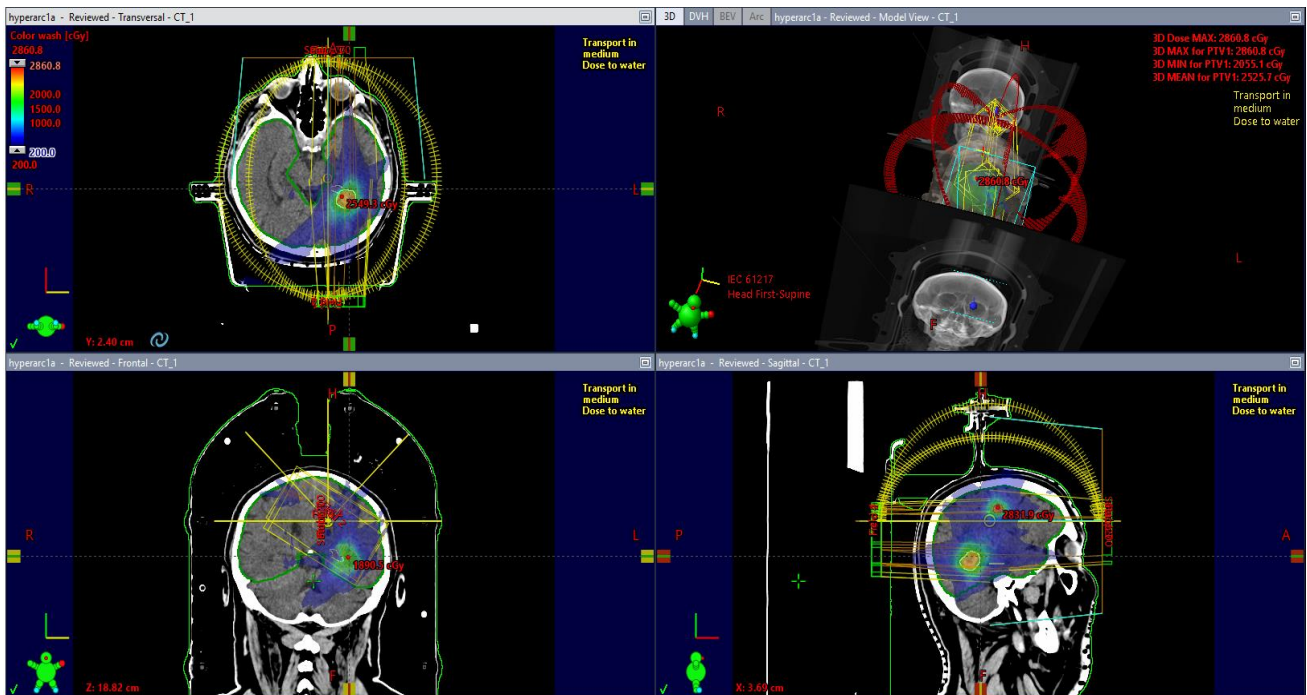 hyperarc1a - Reviewed - Transversal - CT_1
Color wash [cGy]
2860.8
2860.8
2000.0
1500.0
1000.0
200.0
200.0
Transport in
medium
Dose to water
R
L
2549.3 cGy
P
Y: 2.40 cm
3D DVH BEV Arc hyperarc1a - Reviewed - Model View - CT_1
3D Dose MAX: 2860.8 cGy
3D MAX for PTV1: 2860.8 cGy
3D MIN for PTV1: 2055.1 cGy
3D MEAN for PTV1: 2525.7 cGy
Transport in
medium
Dose to water
H
R
2860.8 cGy
L
IEC 61217
Head First-Supine
F
hyperarc1a - Reviewed - Frontal - CT_1
Transport in
medium
Dose to water
H
R
L
1890.5 cGy
F
Z: 18.82 cm
hyperarc1a - Reviewed - Sagittal - CT_1
Transport in
medium
Dose to water
P
A
2831.9 cGy
F
X: 3.69 cm